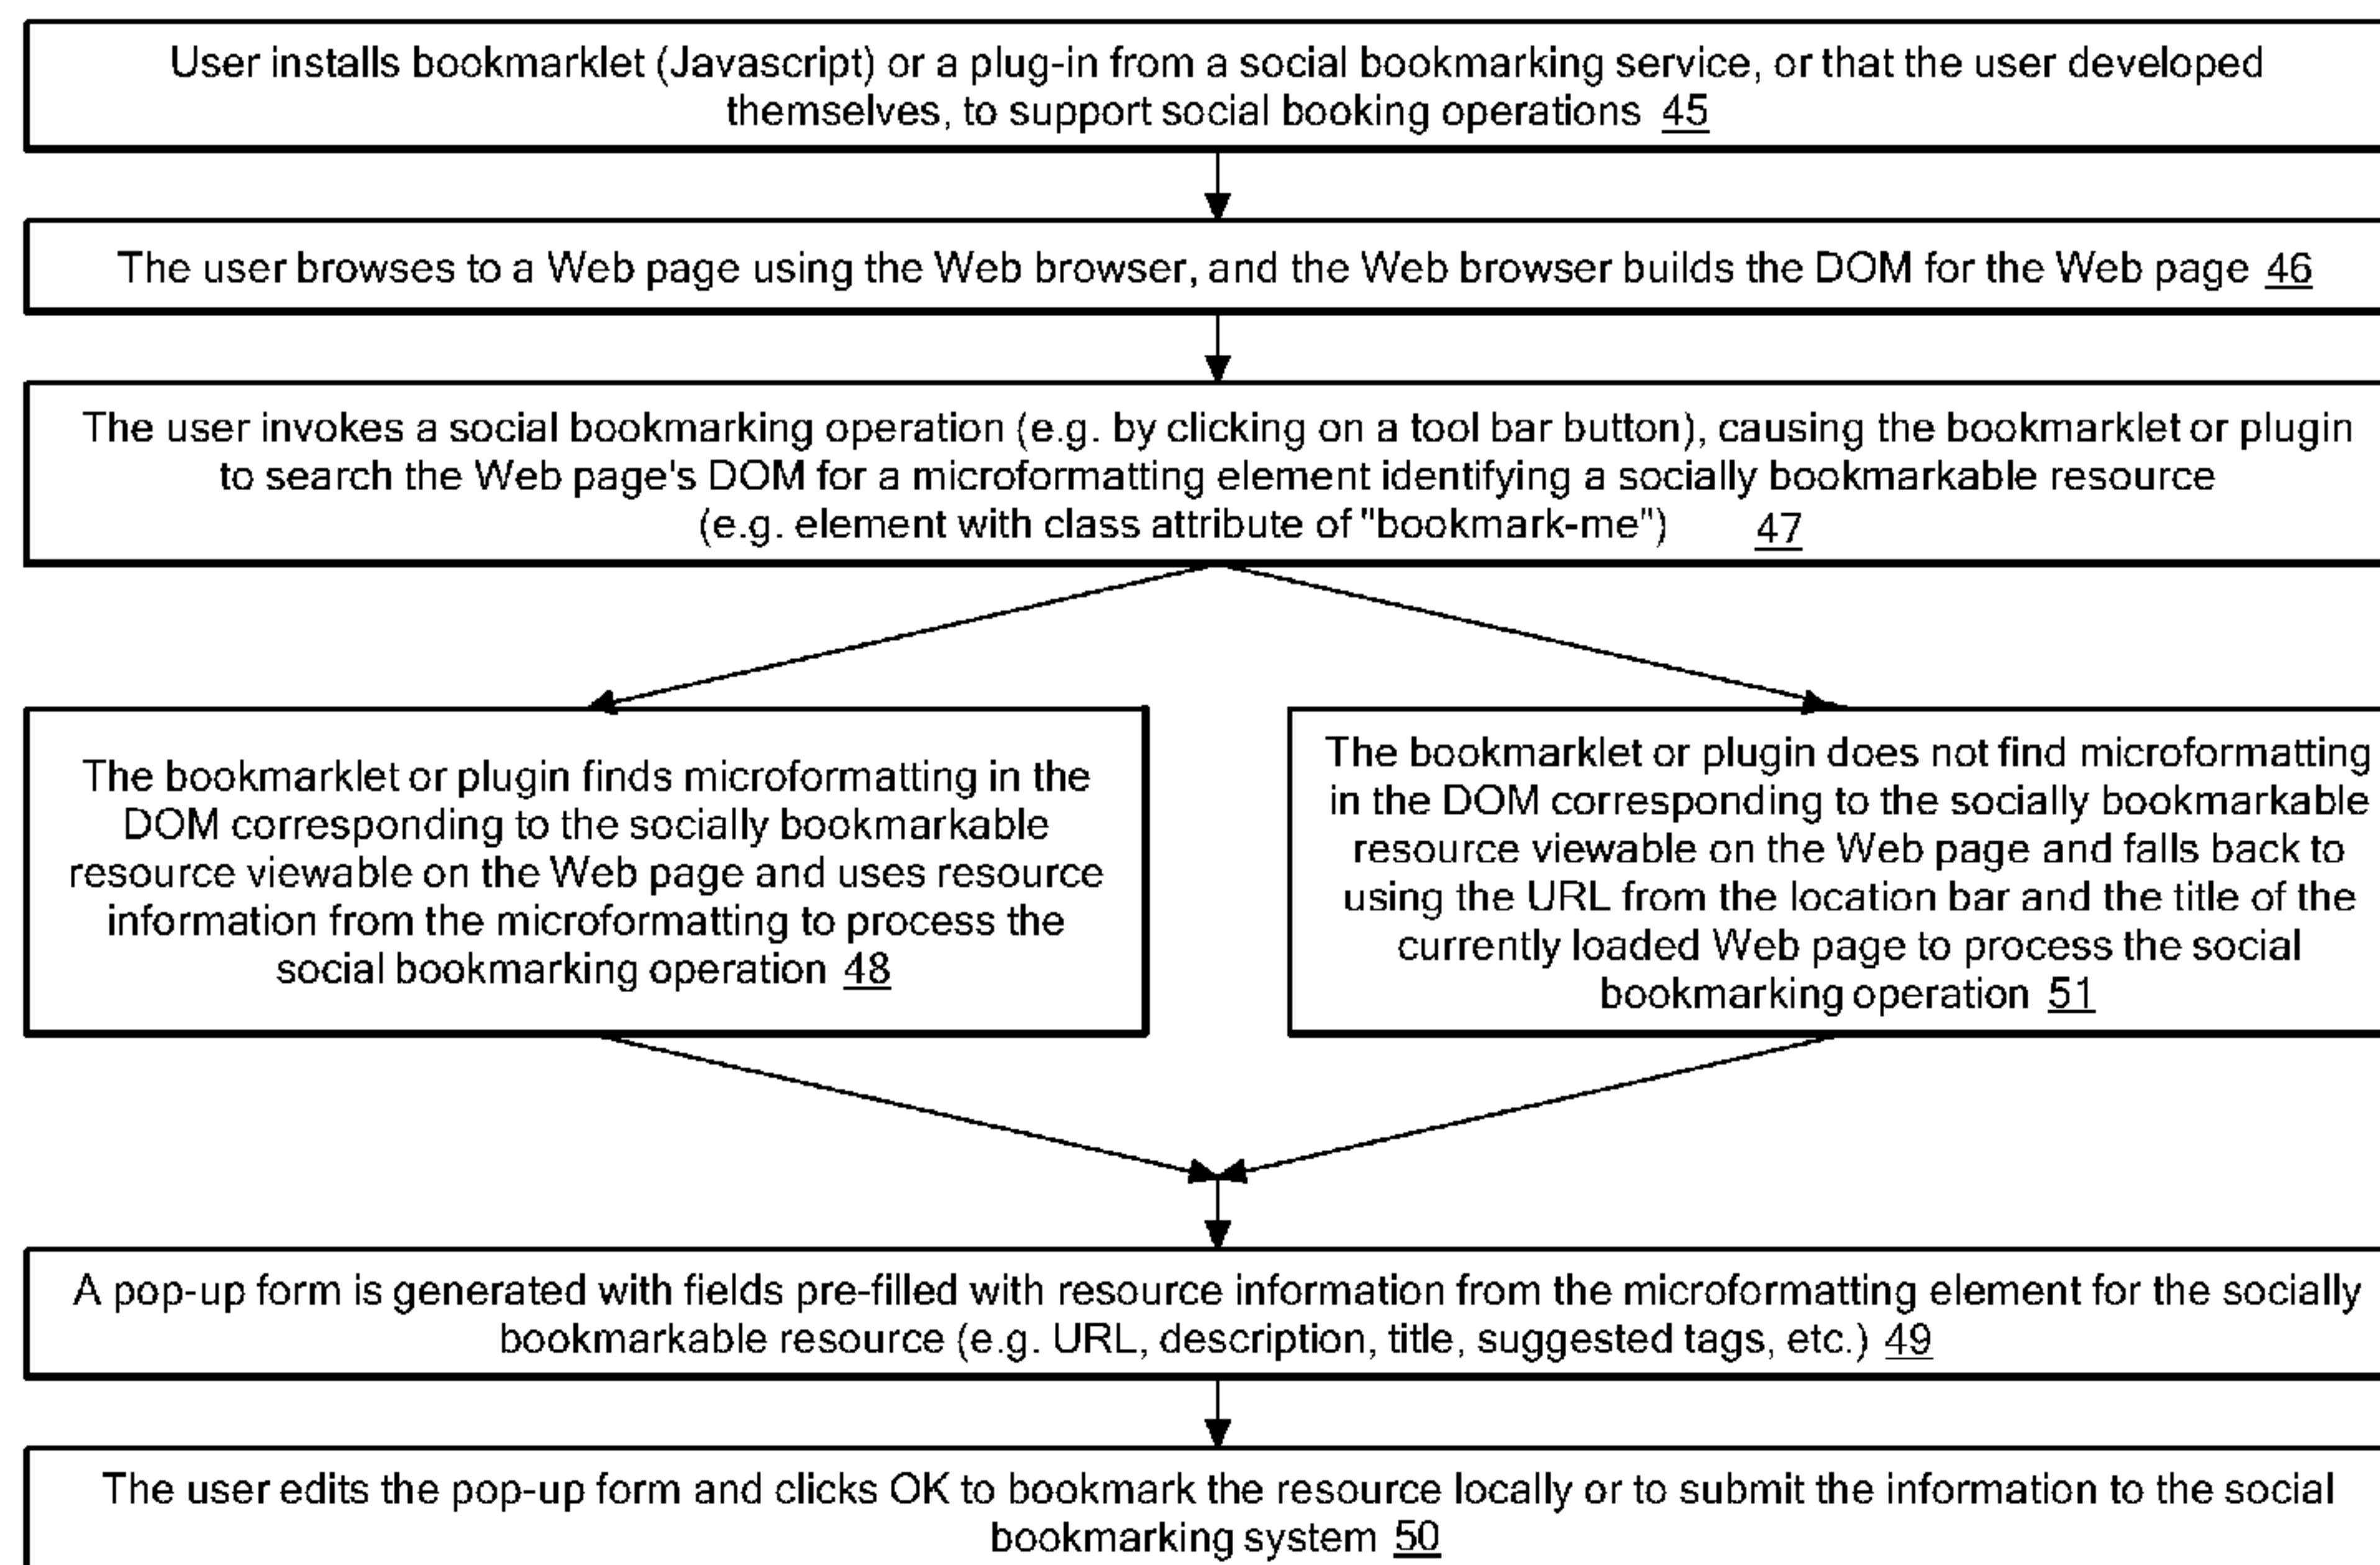 User installs bookmarklet (Javascript) or a plug-in from a social bookmarking service, or that the user developed
themselves, to support social booking operations 45
The user browses to a Web page using the Web browser, and the Web browser builds the DOM for the Web page 46
The user invokes a social bookmarking operation (e.g. by clicking on a tool bar button), causing the bookmarklet or plugin
to search the Web page's DOM for a microformatting element identifying a socially bookmarkable resource
(e.g. element with class attribute of "bookmark-me") 47
The bookmarklet or plugin finds microformatting in the
DOM corresponding to the socially bookmarkable
resource viewable on the Web page and uses resource
information from the microformatting to process the
social bookmarking operation 48
The bookmarklet or plugin does not find microformatting
in the DOM corresponding to the socially bookmarkable
resource viewable on the Web page and falls back to
using the URL from the location bar and the title of the
currently loaded Web page to process the social
bookmarking operation 51
A pop-up form is generated with fields pre-filled with resource information from the microformatting element for the socially
bookmarkable resource (e.g. URL, description, title, suggested tags, etc.) 49
The user edits the pop-up form and clicks OK to bookmark the resource locally or to submit the information to the social
bookmarking system 50